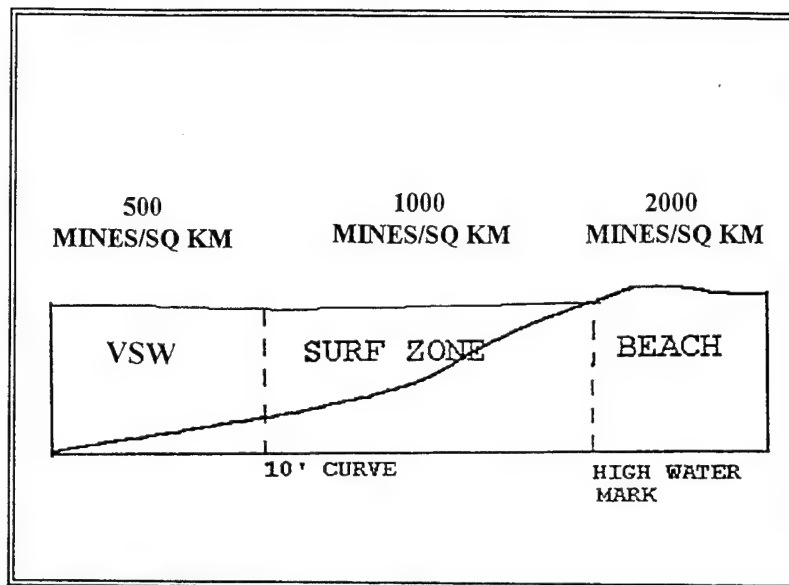 500
MINES/SQ KM
1000
MINES/SQ KM
2000
MINES/SQ KM
VSW
SURF ZONE
BEACH
10' CURVE
HIGH WATER
MARK